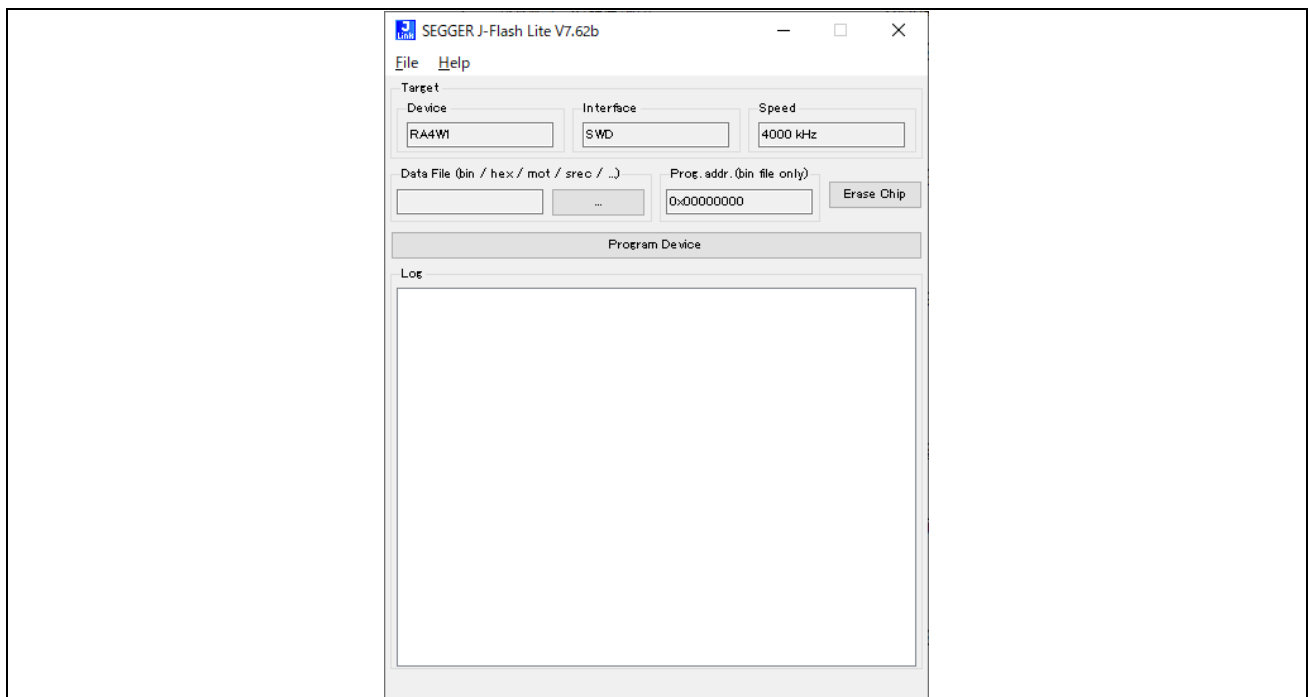 J
Link
SEGGER J-Flash Lite V7.62b
File Help
Target
Device Interface Speed
RA4W1 SWD 4000 kHz
Data File (bin / hex / mot / srec / ...) Prog. addr. (bin file only)
... 0x00000000 Erase Chip
Program Device
Log